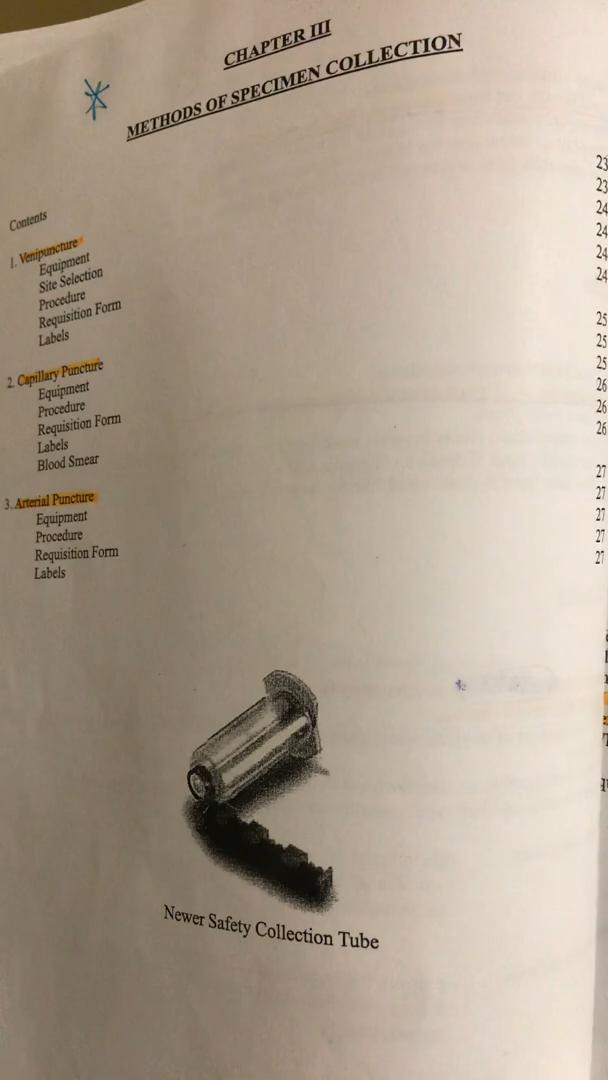 CHAPTER III
METHODS OF SPECIMEN COLLECTION
Contents
1. Venipuncture 23
Equipment 23
Site Selection 24
Procedure 24
Requisition Form 24
Labels 24
2. Capillary Puncture 25
Equipment 25
Procedure 25
Requisition Form 26
Labels 26
Blood Smear 26
3. Arterial Puncture 27
Equipment 27
Procedure 27
Requisition Form 27
Labels 27
Newer Safety Collection Tube